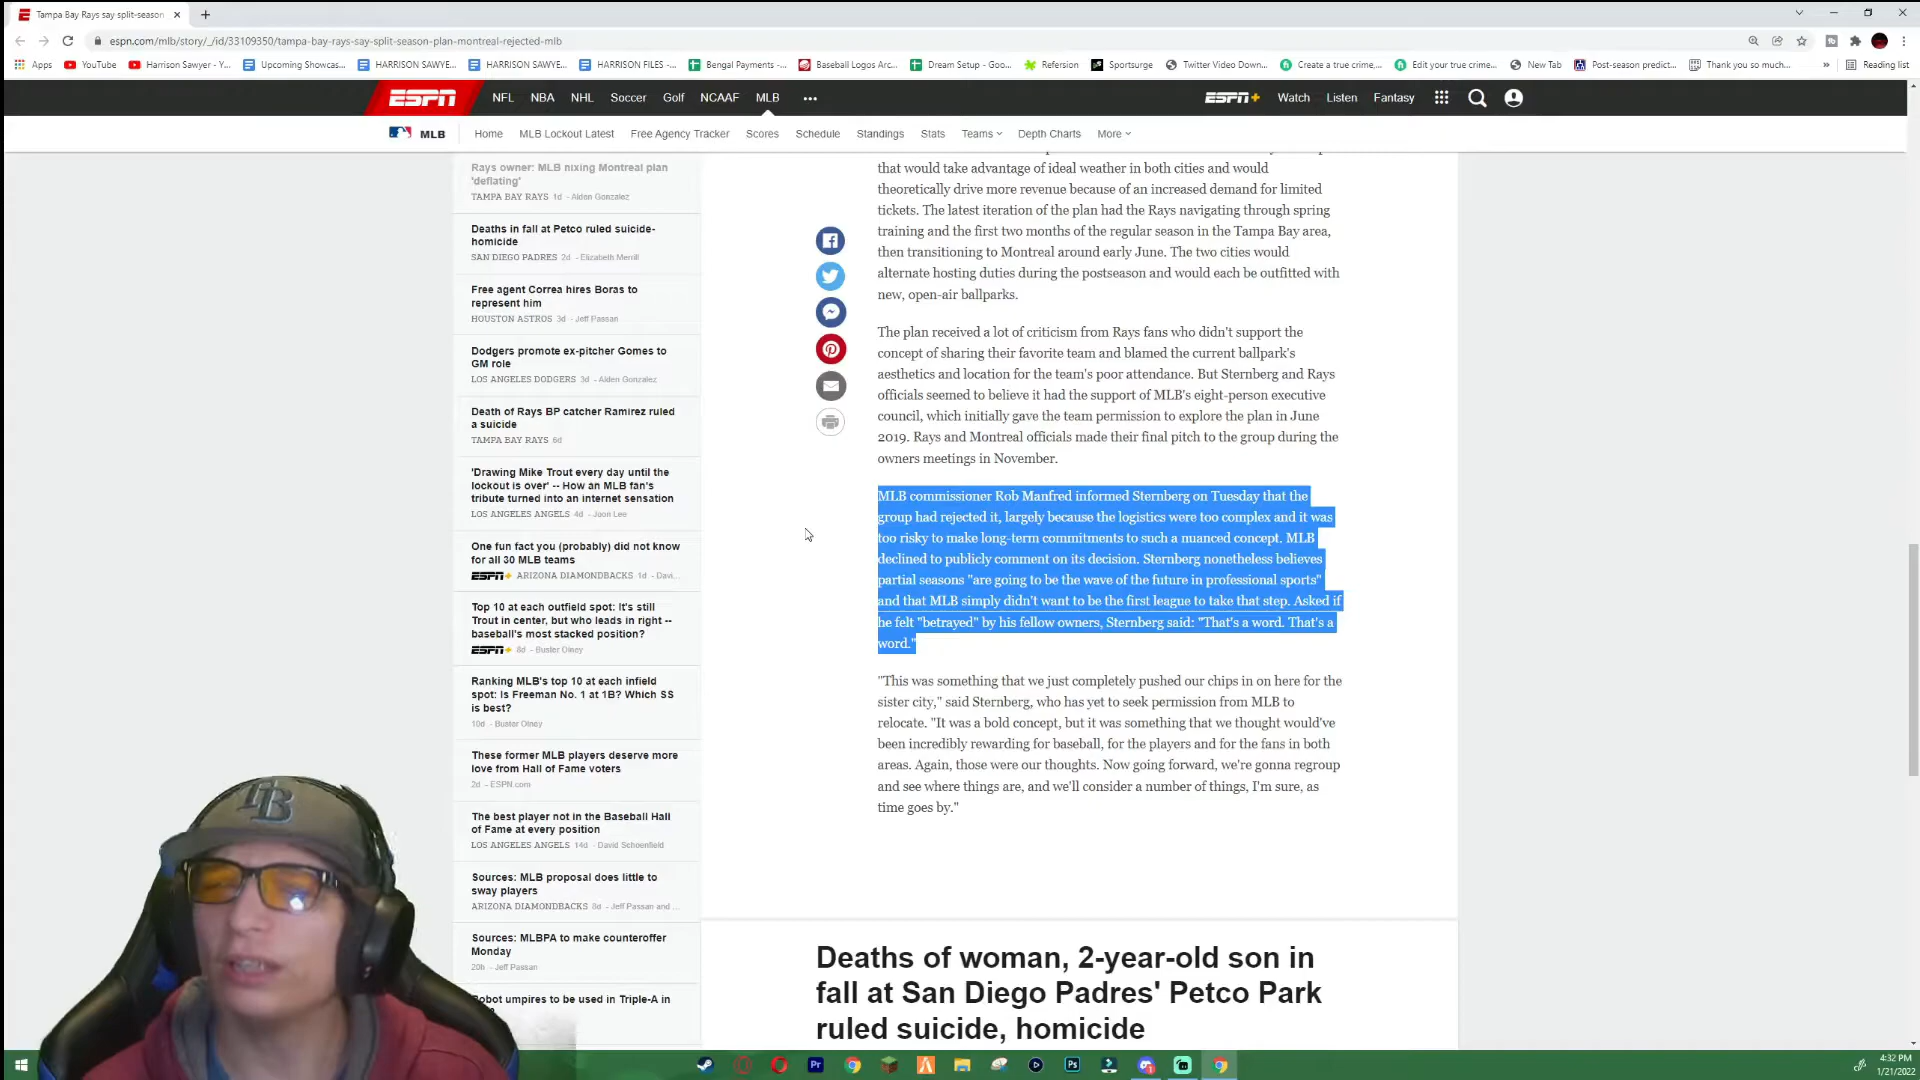 Tampa Bay Rays say split-season
espn.com/mlb/story/_/id/33109350/tampa-bay-rays-say-split-season-plan-montreal-rejected-mlb
Apps YouTube Harrison Sawyer - Y... Upcoming Showcas... HARRISON SAWYE... HARRISON SAWYE... HARRISON FILES -... Bengal Payments -... Baseball Logos Arc... Dream Setup - Goo... Refersion Sportsurge Twitter Video Down... Create a true crime,... Edit your true crime... New Tab Post-season predict... Thank you so much... » Reading list
ESPN NFL NBA NHL Soccer Golf NCAAF MLB ••• ESPN+ Watch Listen Fantasy
MLB Home MLB Lockout Latest Free Agency Tracker Scores Schedule Standings Stats Teams Depth Charts More
Rays owner: MLB nixing Montreal plan
'deflating'
TAMPA BAY RAYS 1d - Alden Gonzalez
Deaths in fall at Petco ruled suicide-
homicide
SAN DIEGO PADRES 2d - Elizabeth Merrill
Free agent Correa hires Boras to
represent him
HOUSTON ASTROS 3d - Jeff Passan
Dodgers promote ex-pitcher Gomes to
GM role
LOS ANGELES DODGERS 3d - Alden Gonzalez
Death of Rays BP catcher Ramirez ruled
a suicide
TAMPA BAY RAYS 6d
'Drawing Mike Trout every day until the
lockout is over' -- How an MLB fan's
tribute turned into an internet sensation
LOS ANGELES ANGELS 4d - Joon Lee
One fun fact you (probably) did not know
for all 30 MLB teams
ESPN+ ARIZONA DIAMONDBACKS 1d - Davi...
Top 10 at each outfield spot: It's still
Trout in center, but who leads in right --
baseball's most stacked position?
ESPN+ 8d - Buster Olney
Ranking MLB's top 10 at each infield
spot: Is Freeman No. 1 at 1B? Which SS
is best?
10d - Buster Olney
These former MLB players deserve more
love from Hall of Fame voters
2d - ESPN.com
The best player not in the Baseball Hall
of Fame at every position
LOS ANGELES ANGELS 14d - David Schoenfield
Sources: MLB proposal does little to
sway players
ARIZONA DIAMONDBACKS 8d - Jeff Passan and ...
Sources: MLBPA to make counteroffer
Monday
20h - Jeff Passan
Robot umpires to be used in Triple-A in
that would take advantage of ideal weather in both cities and would
theoretically drive more revenue because of an increased demand for limited
tickets. The latest iteration of the plan had the Rays navigating through spring
training and the first two months of the regular season in the Tampa Bay area,
then transitioning to Montreal around early June. The two cities would
alternate hosting duties during the postseason and would each be outfitted with
new, open-air ballparks.
The plan received a lot of criticism from Rays fans who didn't support the
concept of sharing their favorite team and blamed the current ballpark's
aesthetics and location for the team's poor attendance. But Sternberg and Rays
officials seemed to believe it had the support of MLB's eight-person executive
council, which initially gave the team permission to explore the plan in June
2019. Rays and Montreal officials made their final pitch to the group during the
owners meetings in November.
MLB commissioner Rob Manfred informed Sternberg on Tuesday that the
group had rejected it, largely because the logistics were too complex and it was
too risky to make long-term commitments to such a nuanced concept. MLB
declined to publicly comment on its decision. Sternberg nonetheless believes
partial seasons "are going to be the wave of the future in professional sports"
and that MLB simply didn't want to be the first league to take that step. Asked if
he felt "betrayed" by his fellow owners, Sternberg said: "That's a word. That's a
word."
"This was something that we just completely pushed our chips in on here for the
sister city," said Sternberg, who has yet to seek permission from MLB to
relocate. "It was a bold concept, but it was something that we thought would've
been incredibly rewarding for baseball, for the players and for the fans in both
areas. Again, those were our thoughts. Now going forward, we're gonna regroup
and see where things are, and we'll consider a number of things, I'm sure, as
time goes by."
Deaths of woman, 2-year-old son in
fall at San Diego Padres' Petco Park
ruled suicide, homicide
TB
Pr Ps
4:32 PM
1/21/2022